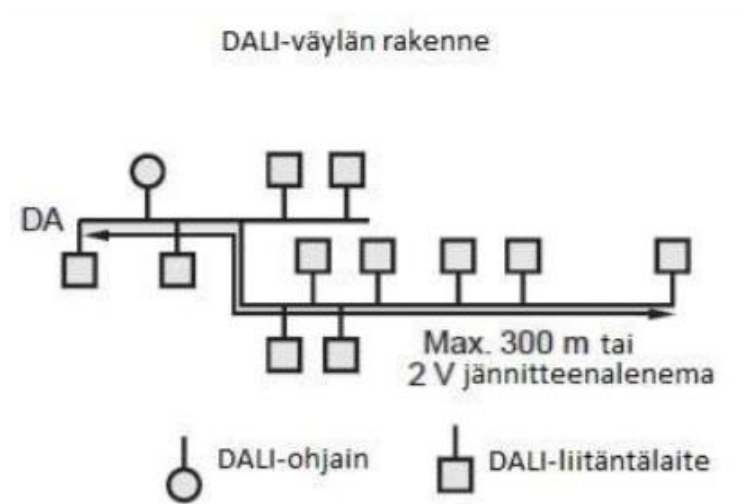 DALI-väylän rakenne
DA
Max. 300 m tai
2 V jännitteenalenema
DALI-ohjain
DALI-liitäntälaite